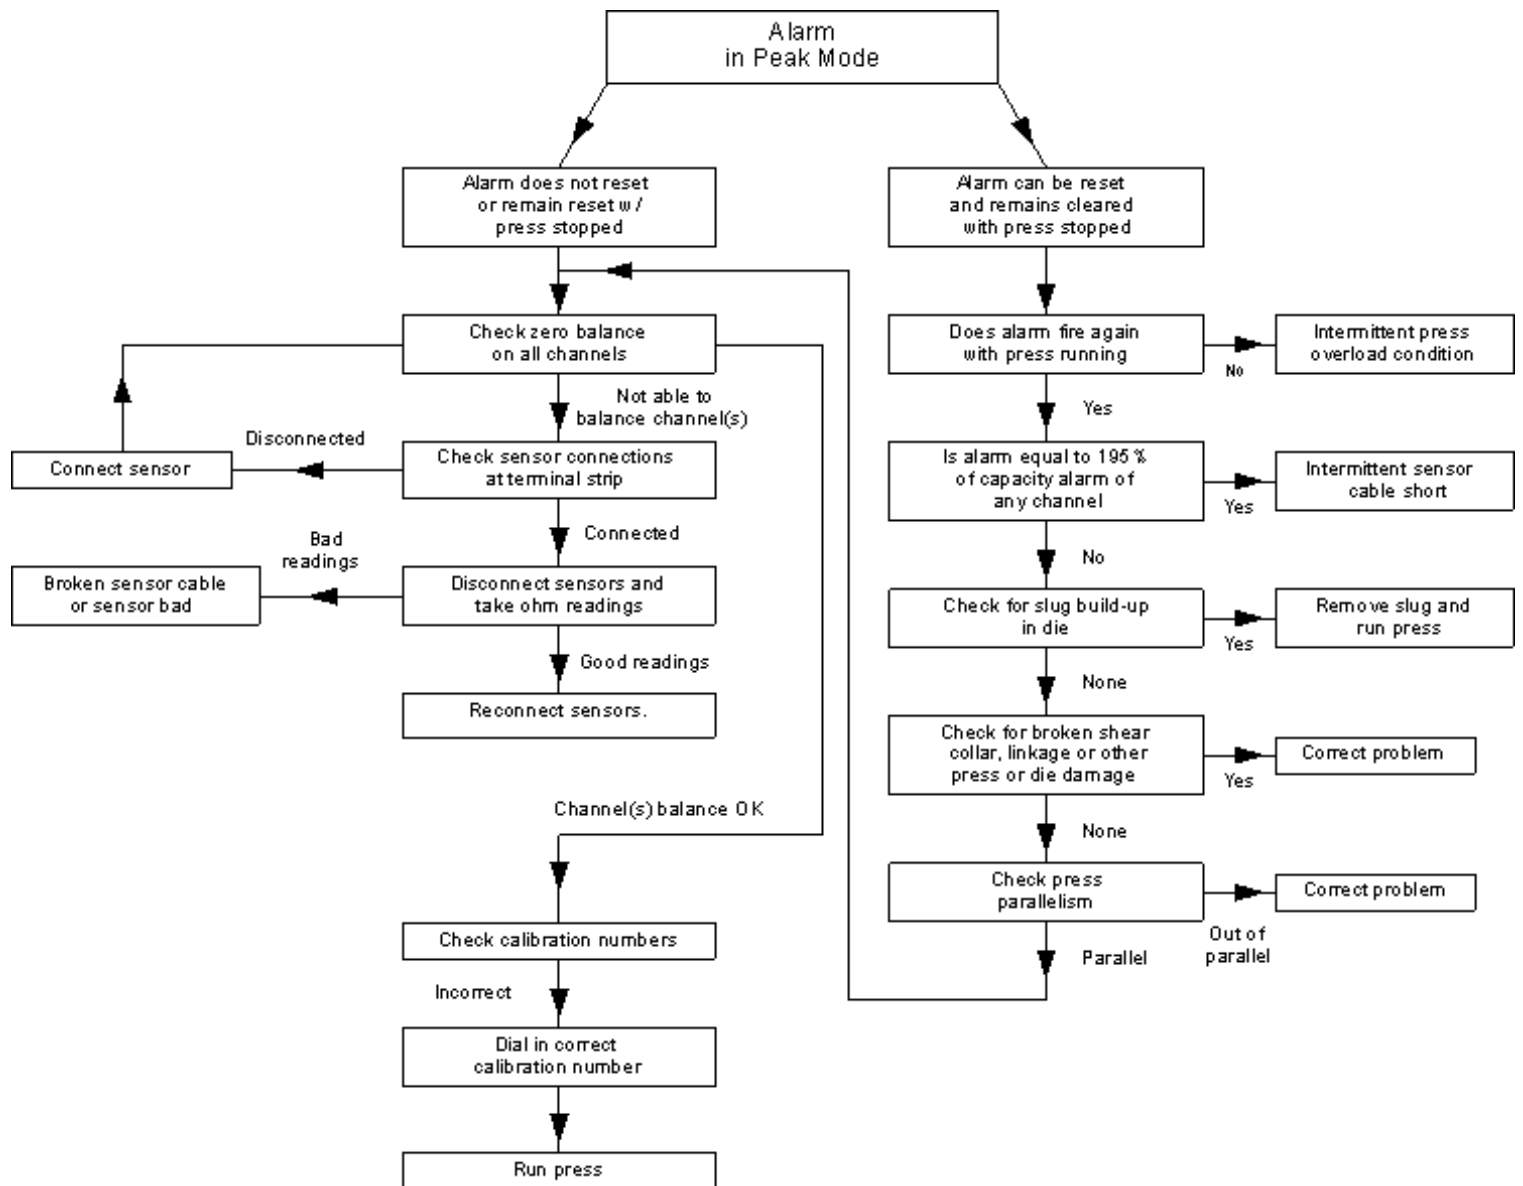 Alarm
in Peak Mode
Alarm does not reset
or remain reset w/
press stopped
Alarm can be reset
and remains cleared
with press stopped
Check zero balance
on all channels
Does alarm fire again
with press running
No
Intermittent press
overload condition
Not able to
balance channel(s)
Yes
Disconnected
Connect sensor
Check sensor connections
at terminal strip
Is alarm equal to 195%
of capacity alarm of
any channel
Yes
Intermittent sensor
cable short
Connected
No
Bad
readings
Broken sensor cable
or sensor bad
Disconnect sensors and
take ohm readings
Check for slug build-up
in die
Yes
Remove slug and
run press
Good readings
None
Reconnect sensors.
Check for broken shear
collar, linkage or other
press or die damage
Yes
Correct problem
Channel(s) balance OK
None
Check press
parallelism
Correct problem
Out of
parallel
Check calibration numbers
Parallel
Incorrect
Dial in correct
calibration number
Run press